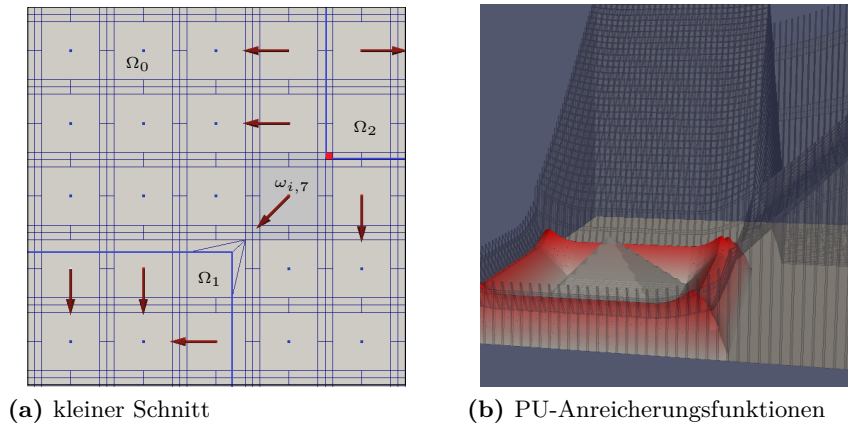 Ω₀
Ω₂
ωᵢ,₇
Ω₁
(a) kleiner Schnitt
(b) PU-Anreicherungsfunktionen